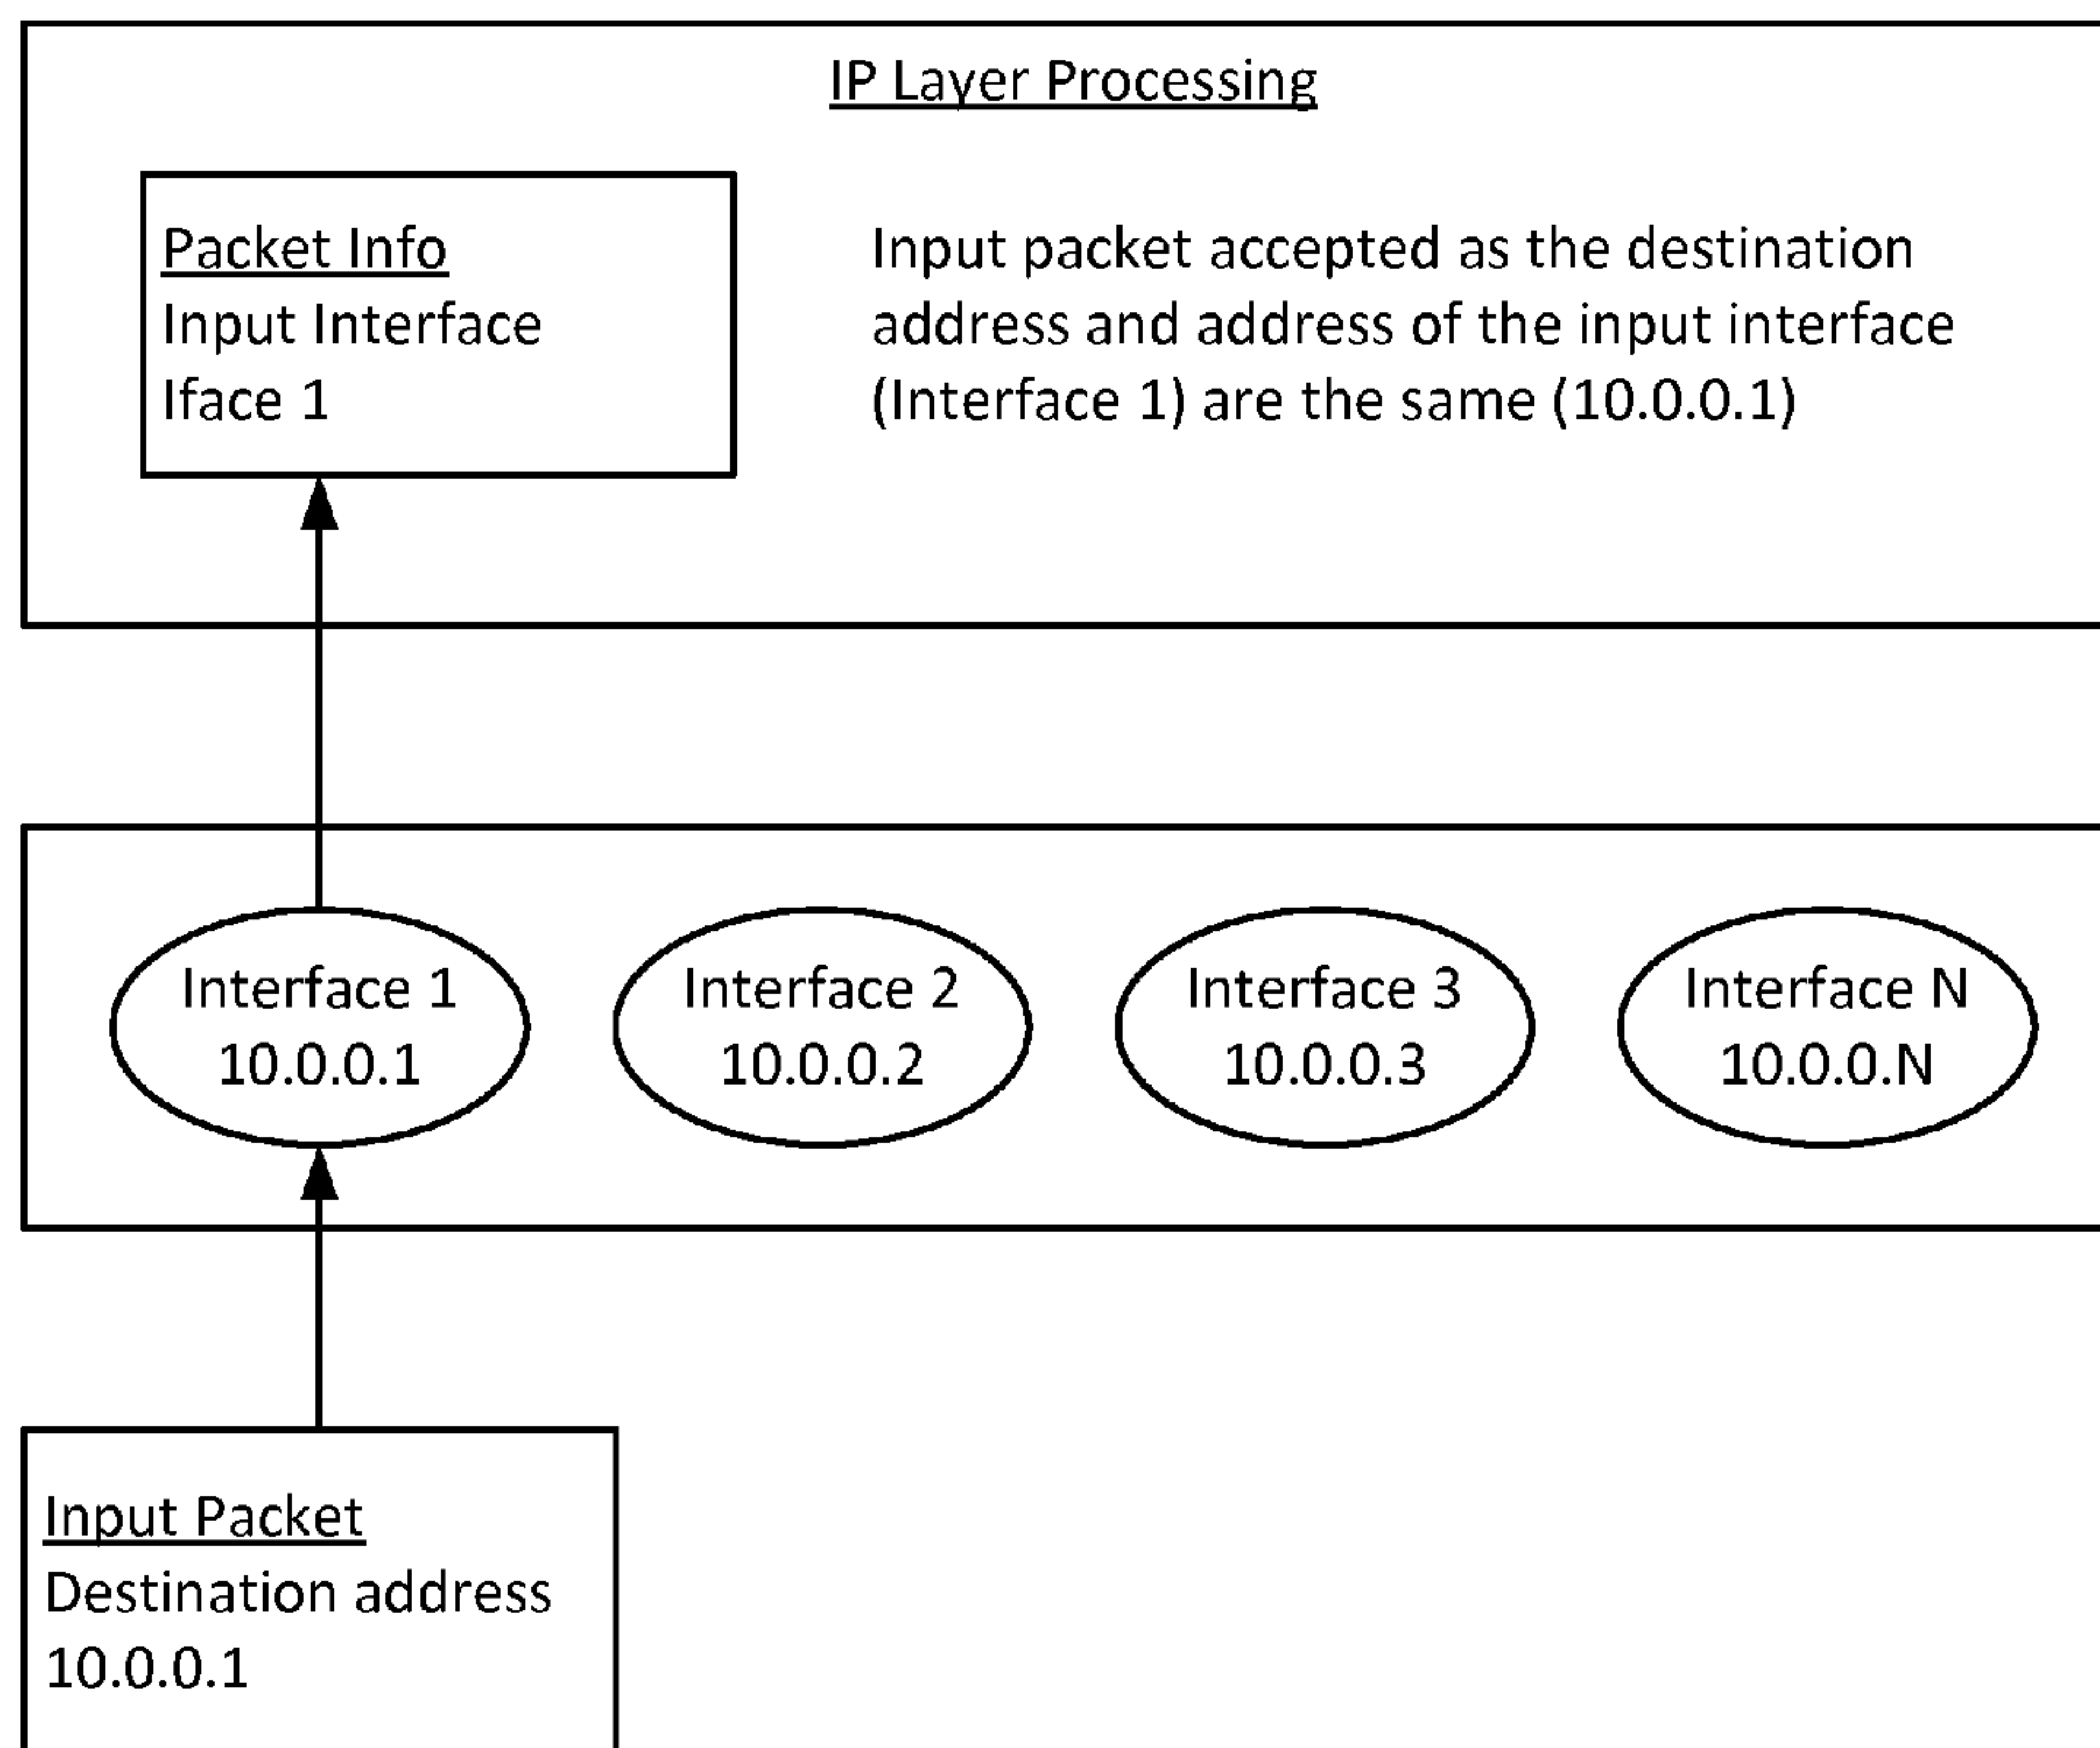 IP Layer Processing
Packet Info
Input Interface
Iface 1
Input packet accepted as the destination
address and address of the input interface
(Interface 1) are the same (10.0.0.1)
Interface 1
10.0.0.1
Interface 2
10.0.0.2
Interface 3
10.0.0.3
Interface N
10.0.0.N
Input Packet
Destination address
10.0.0.1